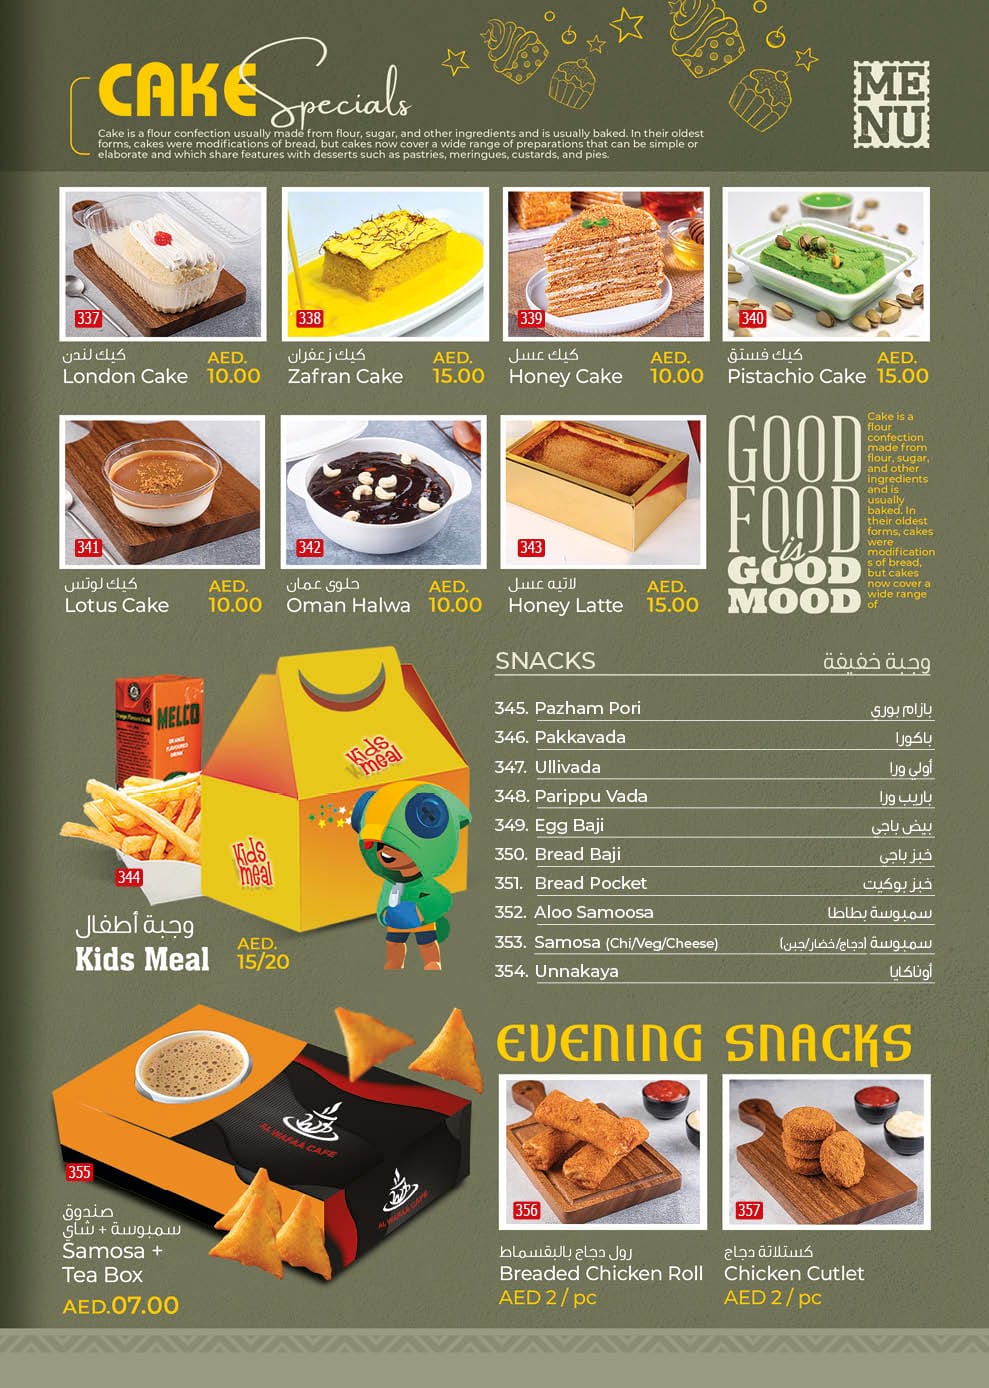 CAKE Specials
Cake is a flour confection usually made from flour, sugar, and other ingredients and is usually baked. In their oldest
forms, cakes were modifications of bread, but cakes now cover a wide range of preparations that can be simple or
elaborate and which share features with desserts such as pastries, meringues, custards, and pies.
ME
NU
337
كيك لندن
London Cake
AED.
10.00
338
كيك زعفران
Zafran Cake
AED.
15.00
339
كيك عسل
Honey Cake
AED.
10.00
340
كيك فستق
Pistachio Cake
AED.
15.00
341
كيك لوتس
Lotus Cake
AED.
10.00
342
حلوى عمان
Oman Halwa
AED.
10.00
343
لاتيه عسل
Honey Latte
AED.
15.00
GOOD
FOOD
is
GOOD
MOOD
Cake is a
flour
confection
made from
flour, sugar,
and other
ingredients
and is
usually
baked. In
their oldest
forms, cakes
were
modification
s of bread,
but cakes
now cover a
wide range
of
MELCO
ORANGE
FLAVOURED
DRINK
Kids
meal
Kids
meal
344
وجبة أطفال
Kids Meal
AED.
15/20
SNACKS وجبة خفيفة
345. Pazham Pori بازام بوري
346. Pakkavada باكورا
347. Ullivada أولي ورا
348. Parippu Vada باريب ورا
349. Egg Baji بيض باجي
350. Bread Baji خبز باجي
351. Bread Pocket خبز بوكيت
352. Aloo Samoosa سمبوسة بطاطا
353. Samosa (Chi/Veg/Cheese) سمبوسة (دجاج/خضار/جبن)
354. Unnakaya أوناكايا
AL WAFAA CAFE
AL WAFAA CAFE
355
صندوق
سمبوسة + شاي
Samosa +
Tea Box
AED.07.00
EVENING SNACKS
356
رول دجاج بالبقسماط
Breaded Chicken Roll
AED 2 / pc
357
كستلاتة دجاج
Chicken Cutlet
AED 2 / pc